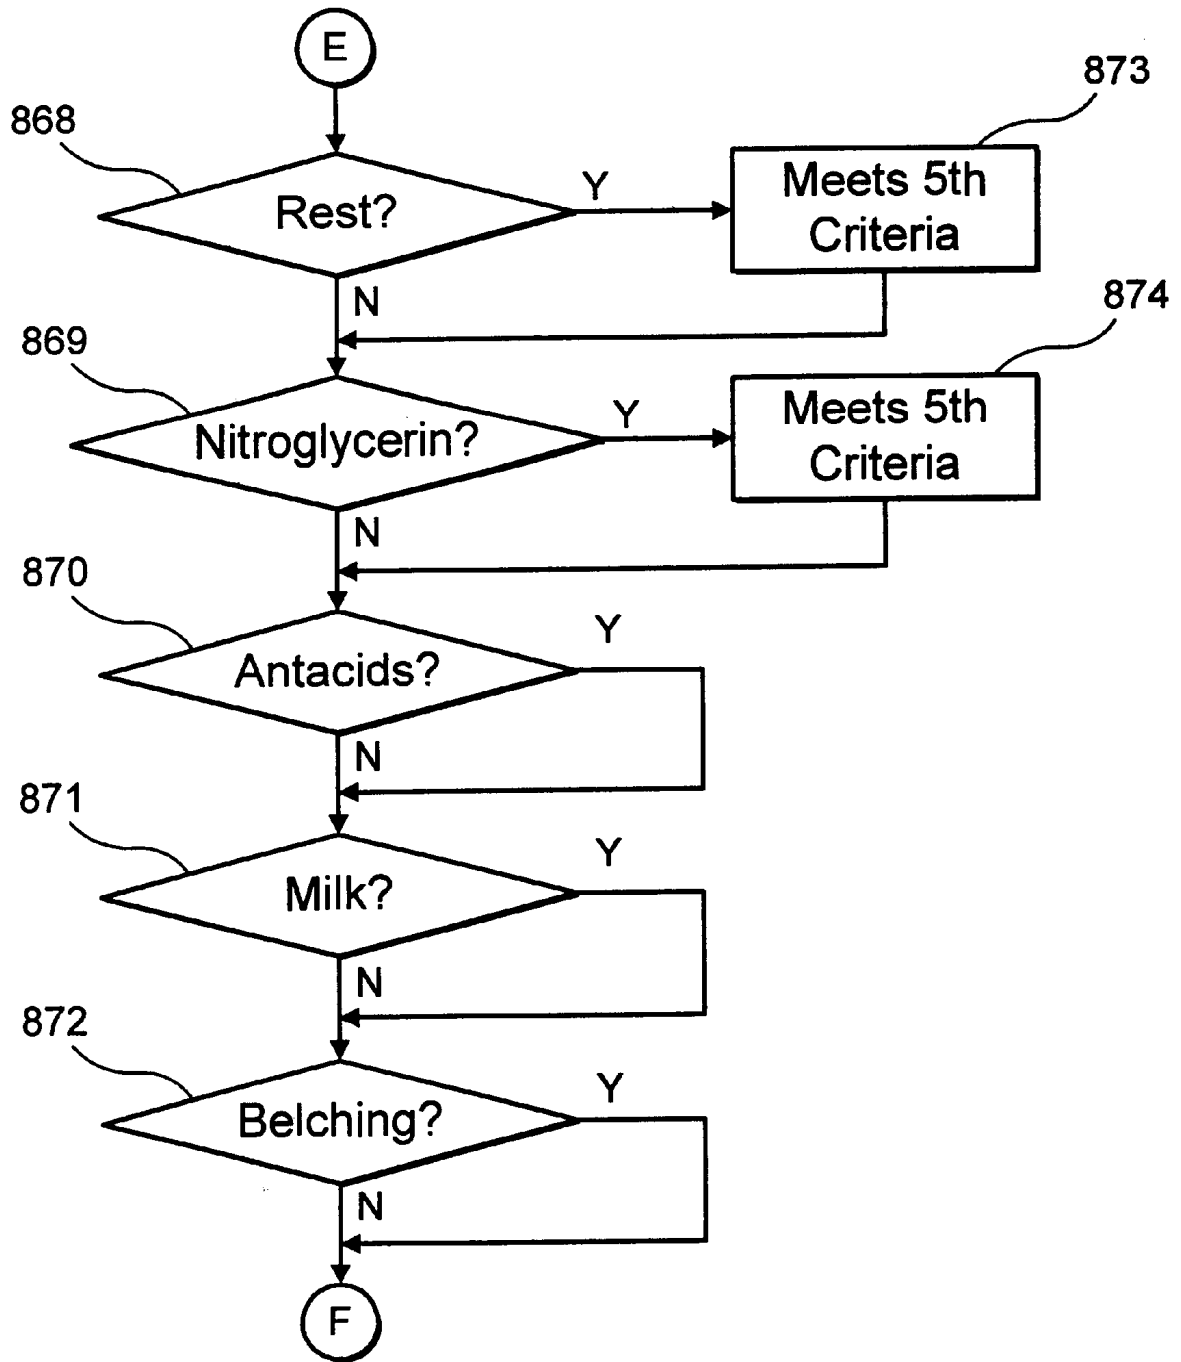 E
873
868
Y
Meets 5th
Rest?
Criteria
N
874
869
Y
Meets 5th
Nitroglycerin?
Criteria
N
870
Y
Antacids?
N
871
Y
Milk?
N
872
Y
Belching?
N
F